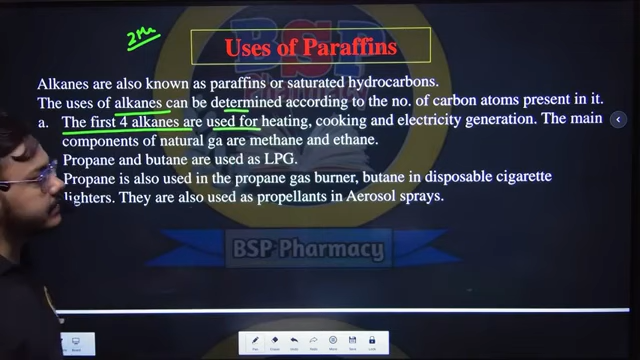 2Ma
Uses of Paraffins
Alkanes are also known as paraffins or saturated hydrocarbons.
The uses of alkanes can be determined according to the no. of carbon atoms present in it.
a. The first 4 alkanes are used for heating, cooking and electricity generation. The main
components of natural ga are methane and ethane.
Propane and butane are used as LPG.
Propane is also used in the propane gas burner, butane in disposable cigarette
lighters. They are also used as propellants in Aerosol sprays.
BSP Pharmacy